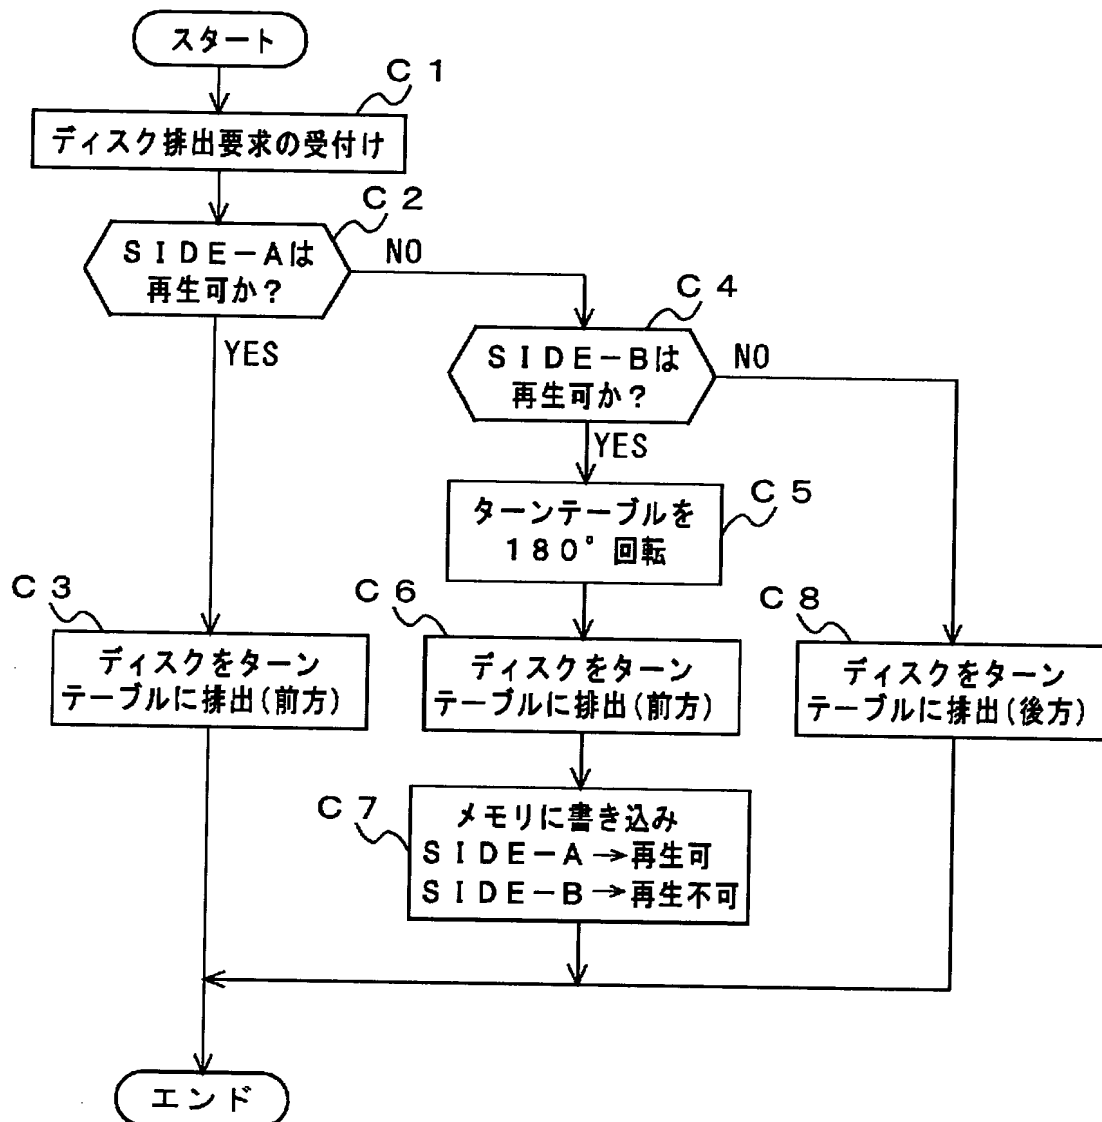 スタート
C1
ディスク排出要求の受付け
C2
SIDE-Aは
再生可か?
NO
YES
C4
SIDE-Bは
再生可か?
NO
YES
C5
ターンテーブルを
180°回転
C3
ディスクをターン
テーブルに排出(前方)
C6
ディスクをターン
テーブルに排出(前方)
C8
ディスクをターン
テーブルに排出(後方)
C7
メモリに書き込み
SIDE-A→再生可
SIDE-B→再生不可
エンド